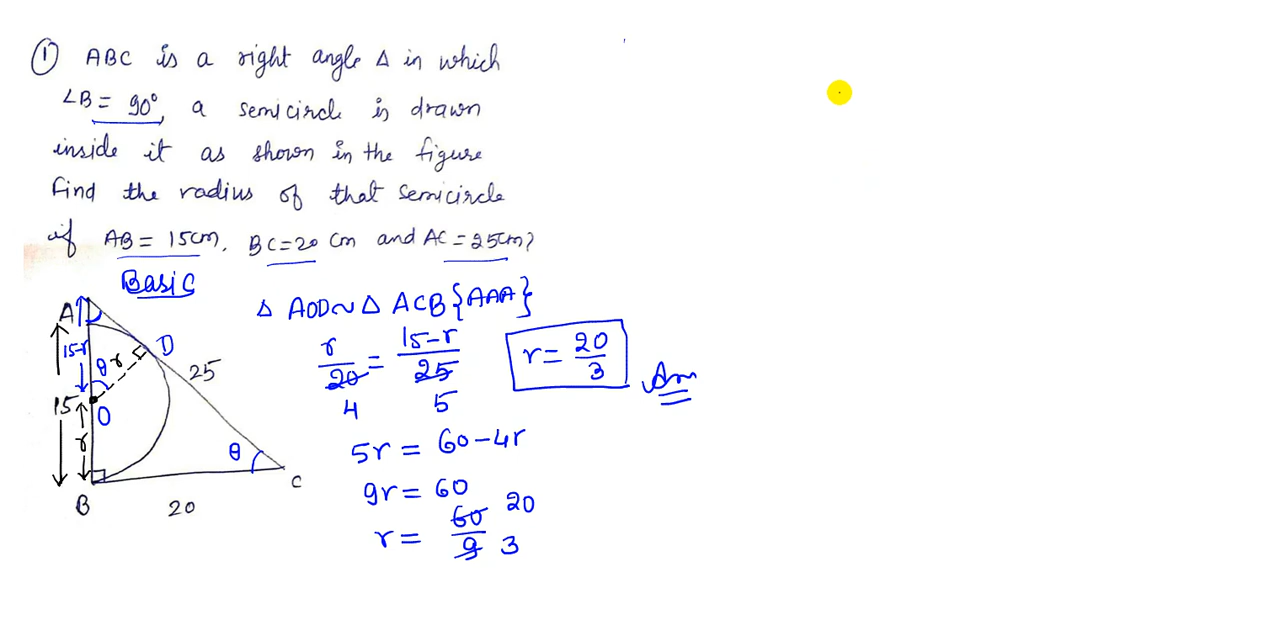 ① ABC is a right angle Δ in which
∠B = 90°, a semicircle is drawn
inside it as shown in the figure
Find the radius of that semicircle
if AB = 15cm, BC=20 cm and AC = 25cm?
Basic
Δ AOD ~ Δ ACB {AAA}
r/20 = 15-r/25
4 5
5r = 60-4r
9r = 60
r = 60/9 20 3
r = 20/3 Ans
A
15-r
θ r D
25
15
O
r
θ
B
20
C